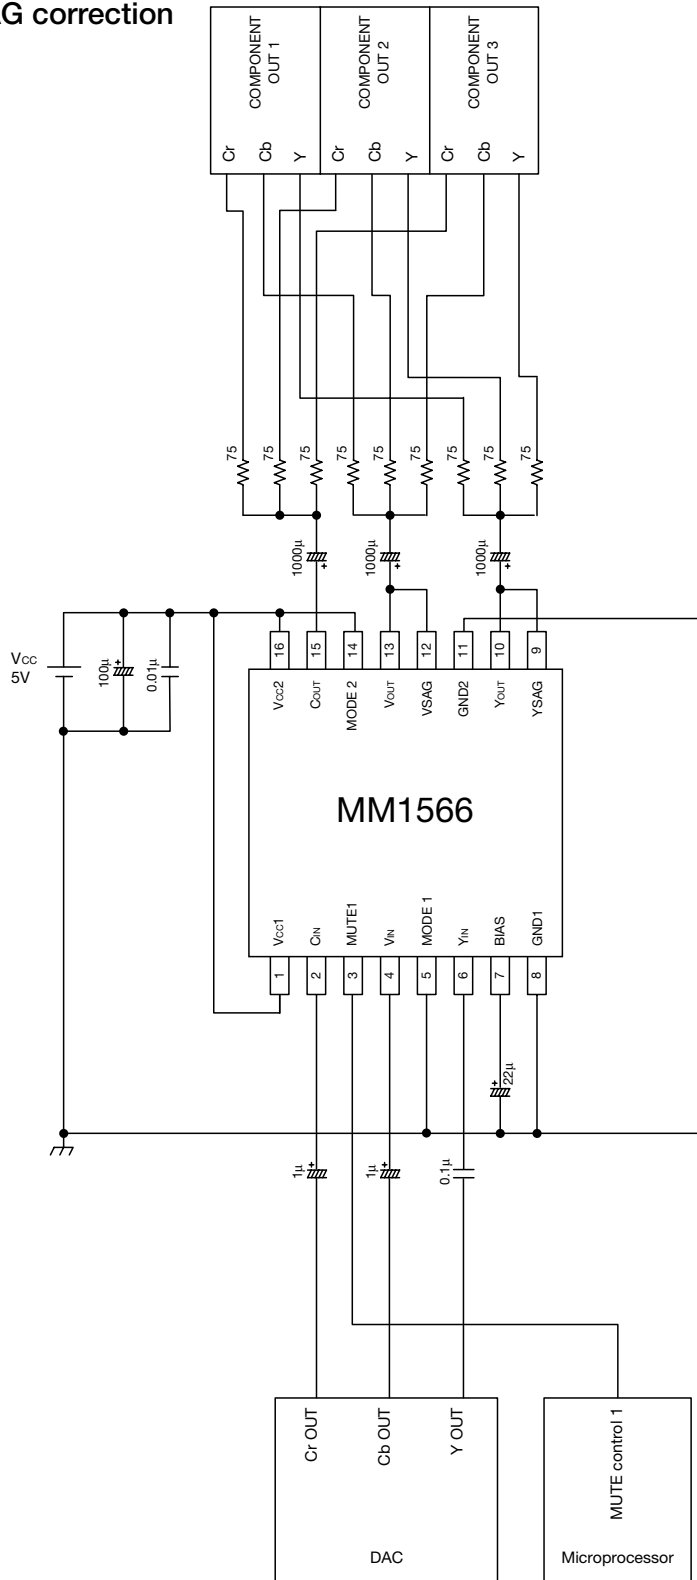 G correction
COMPONENT
OUT 1
COMPONENT
OUT 2
COMPONENT
OUT 3
Cr
Cb
Y
Cr
Cb
Y
Cr
Cb
Y
75
75
75
75
75
75
75
75
75
1000µ
+
1000µ
+
1000µ
+
VCC
5V
100µ
+
0.01µ
16
15
14
13
12
11
10
9
VCC2
COUT
MODE 2
VOUT
VSAG
GND2
YOUT
YSAG
MM1566
VCC1
CIN
MUTE1
VIN
MODE 1
YIN
BIAS
GND1
1
2
3
4
5
6
7
8
+
22µ
1µ
+
1µ
+
0.1µ
Cr OUT
Cb OUT
Y OUT
DAC
MUTE control 1
Microprocessor